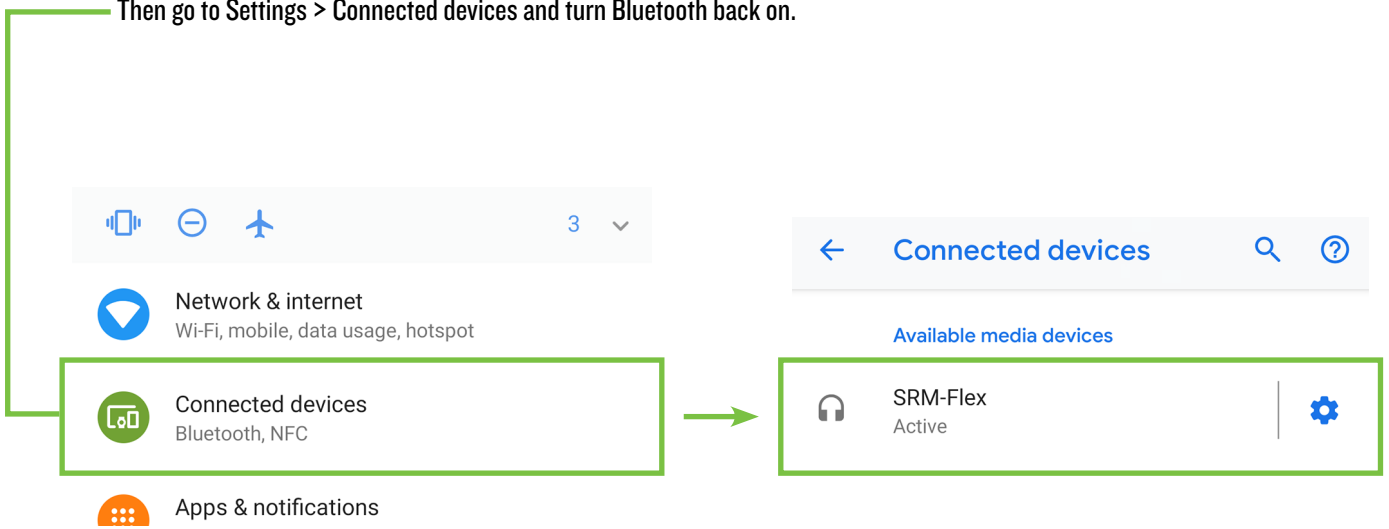 Then go to Settings > Connected devices and turn Bluetooth back on.
3
Network & internet
Wi-Fi, mobile, data usage, hotspot
Connected devices
Bluetooth, NFC
Apps & notifications
Connected devices
Available media devices
SRM-Flex
Active